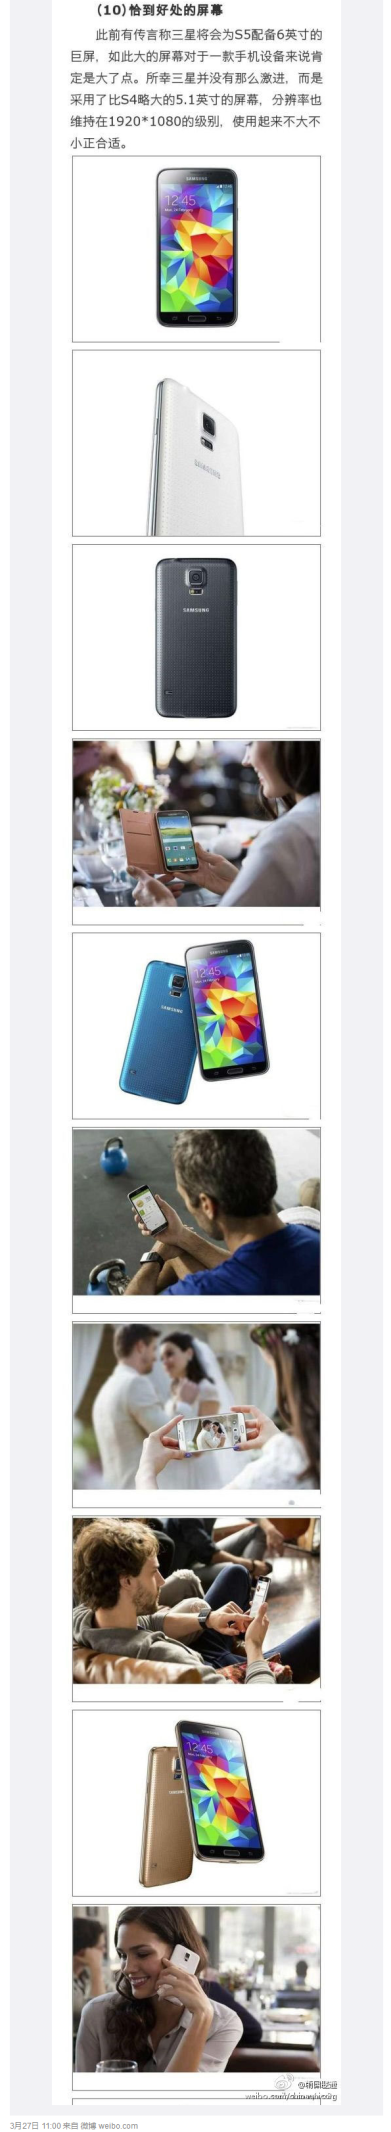 （10）恰到好处的屏幕
此前有传言称三星将会为S5配备6英寸的
巨屏，如此大的屏幕对于一款手机设备来说肯
定是大了点。所幸三星并没有那么激进，而是
采用了比S4略大的5.1英寸的屏幕，分辨率也
维持在1920*1080的级别，使用起来不大不
小正合适。
SAMSUNG
12:45
SAMSUNG
SAMSUNG
SAMSUNG
12:45
SAMSUNG
12:45
3月27日 11:00 来自 微博 weibo.com